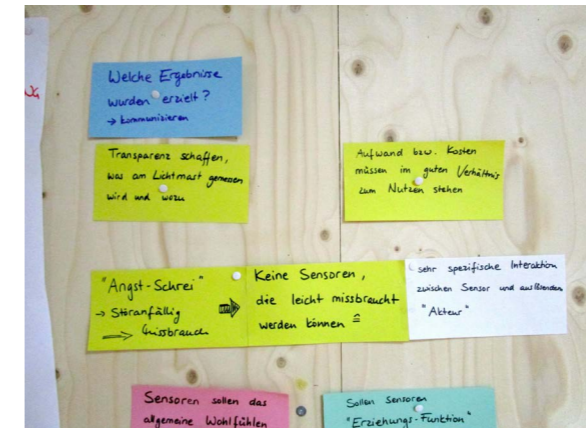 Welche Ergebnisse
wurden erzielt?
→ kommunizieren
Transparenz schaffen,
was am Lichtmast gemessen
wird und wozu
Aufwand bzw. Kosten
müssen im guten Verhältnis
zum Nutzen stehen
"Angst-Schrei"
→ Störanfällig
⇒ Missbrauch
Keine Sensoren,
die leicht missbraucht
werden können
sehr spezifische Interaktion
zwischen Sensor und auslösenden
"Akteur"
Sensoren sollen das
allgemeine Wohlfühlen
Sollen Sensoren
"Erziehungs-Funktion"